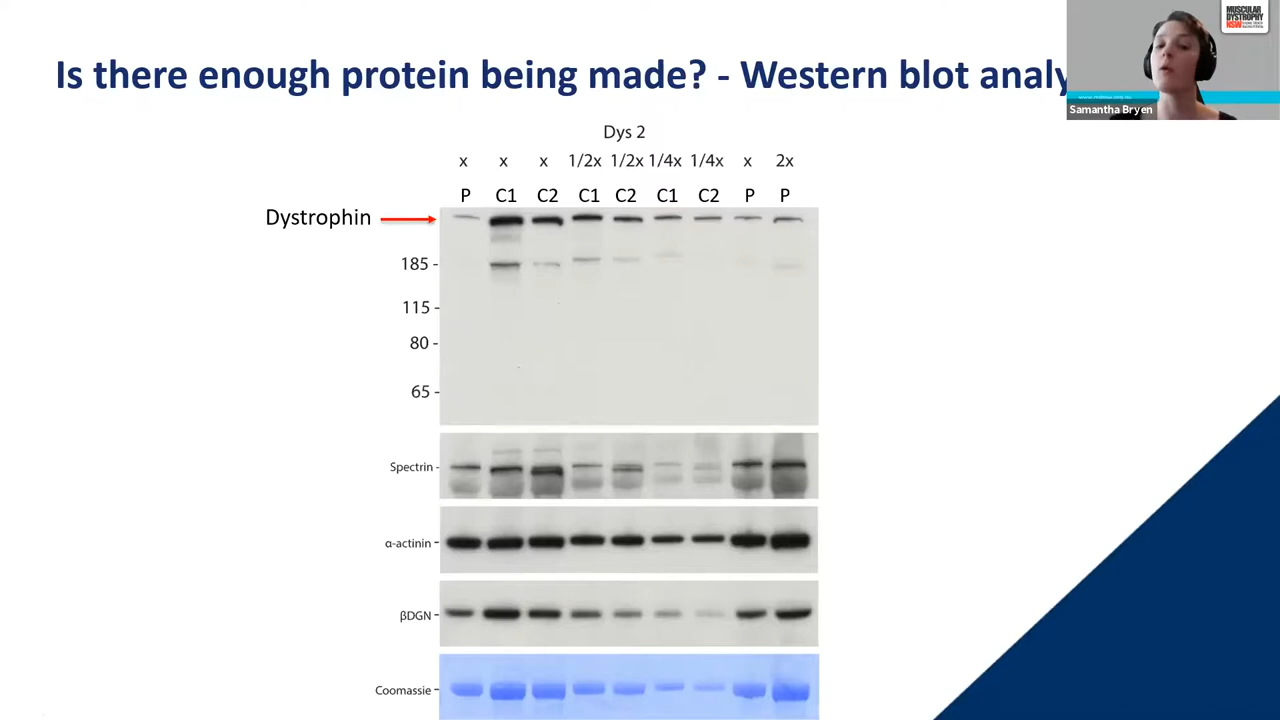 MUSCULAR
DYSTROPHY
NSW
Is there enough protein being made? - Western blot analy
Samantha Bryen
Dys 2
x x x 1/2x 1/2x 1/4x 1/4x x 2x
P C1 C2 C1 C2 C1 C2 P P
Dystrophin
185 -
115 -
80 -
65 -
Spectrin -
α-actinin -
βDGN -
Coomassie -